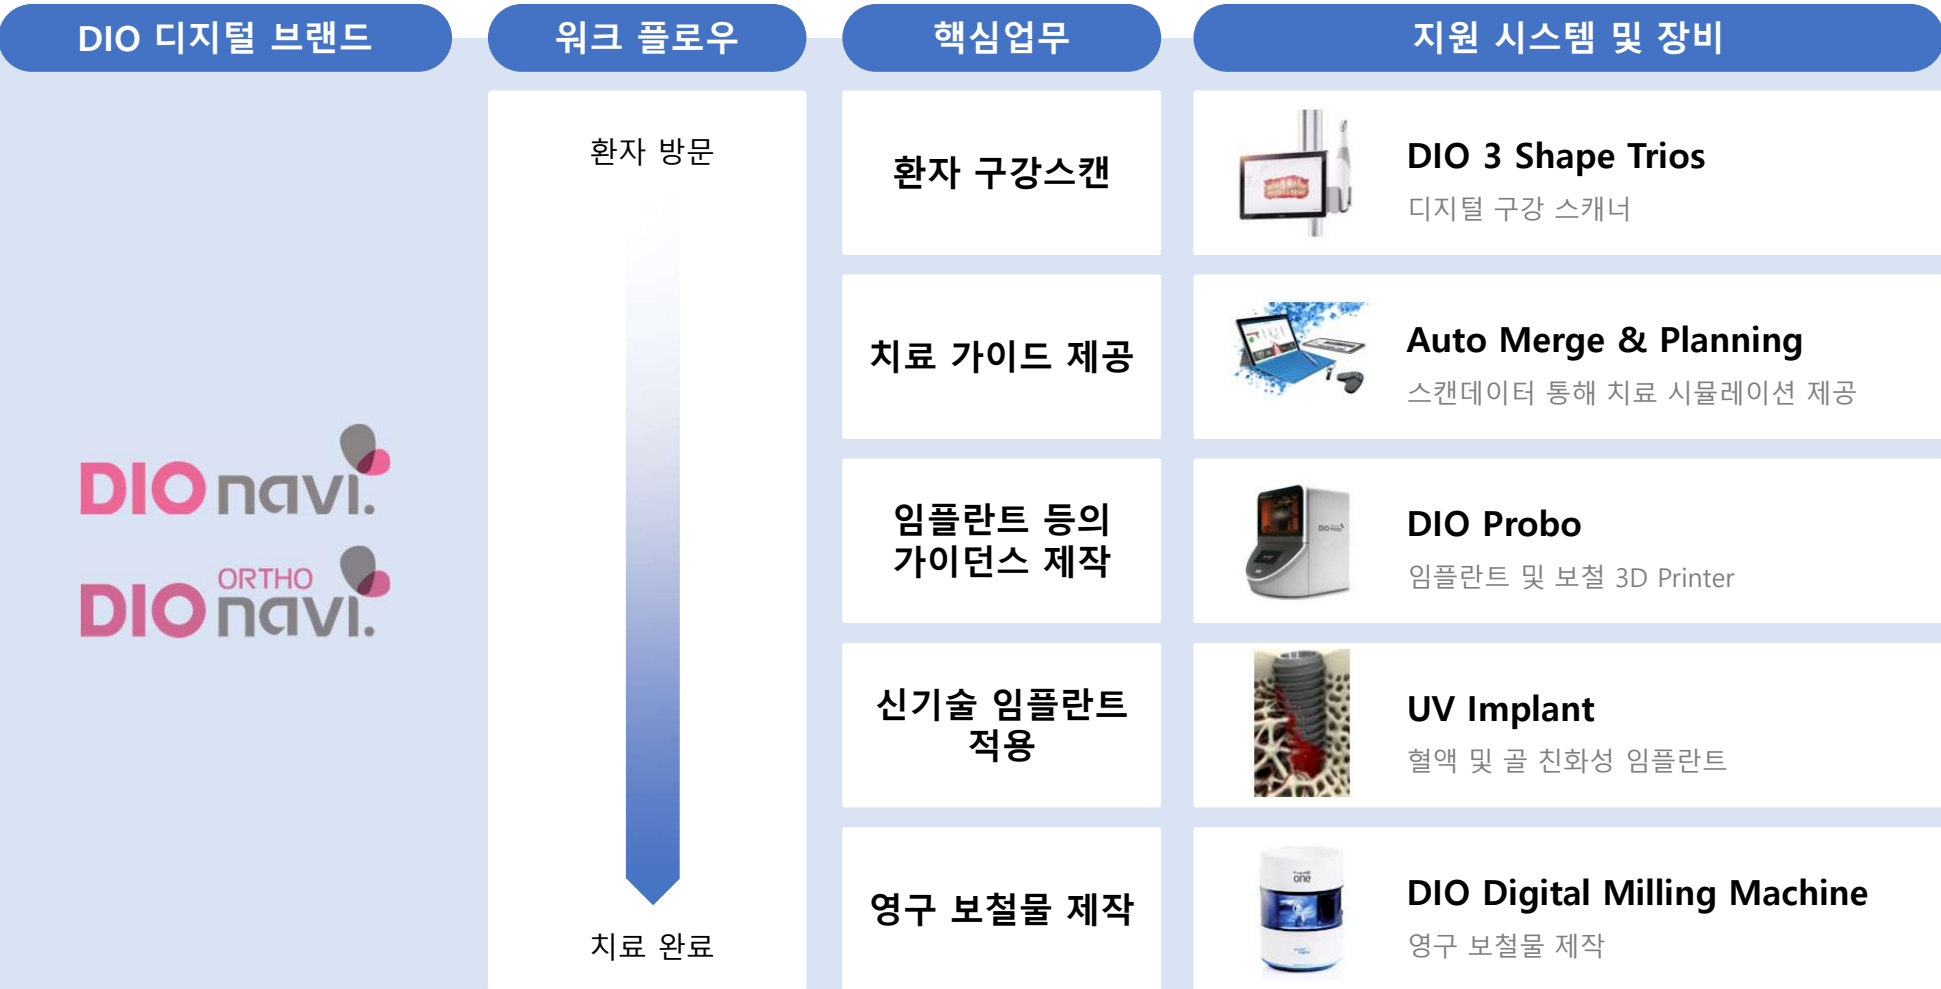 DIO 디지털 브랜드
워크 플로우
핵심업무
지원 시스템 및 장비
DIO navi.
DIO ORTHO navi.
환자 방문
치료 완료
환자 구강스캔
DIO 3 Shape Trios
디지털 구강 스캐너
치료 가이드 제공
Auto Merge & Planning
스캔데이터 통해 치료 시뮬레이션 제공
임플란트 등의
가이던스 제작
DIO Probo
임플란트 및 보철 3D Printer
신기술 임플란트
적용
UV Implant
혈액 및 골 친화성 임플란트
영구 보철물 제작
one
DIO Digital Milling Machine
영구 보철물 제작